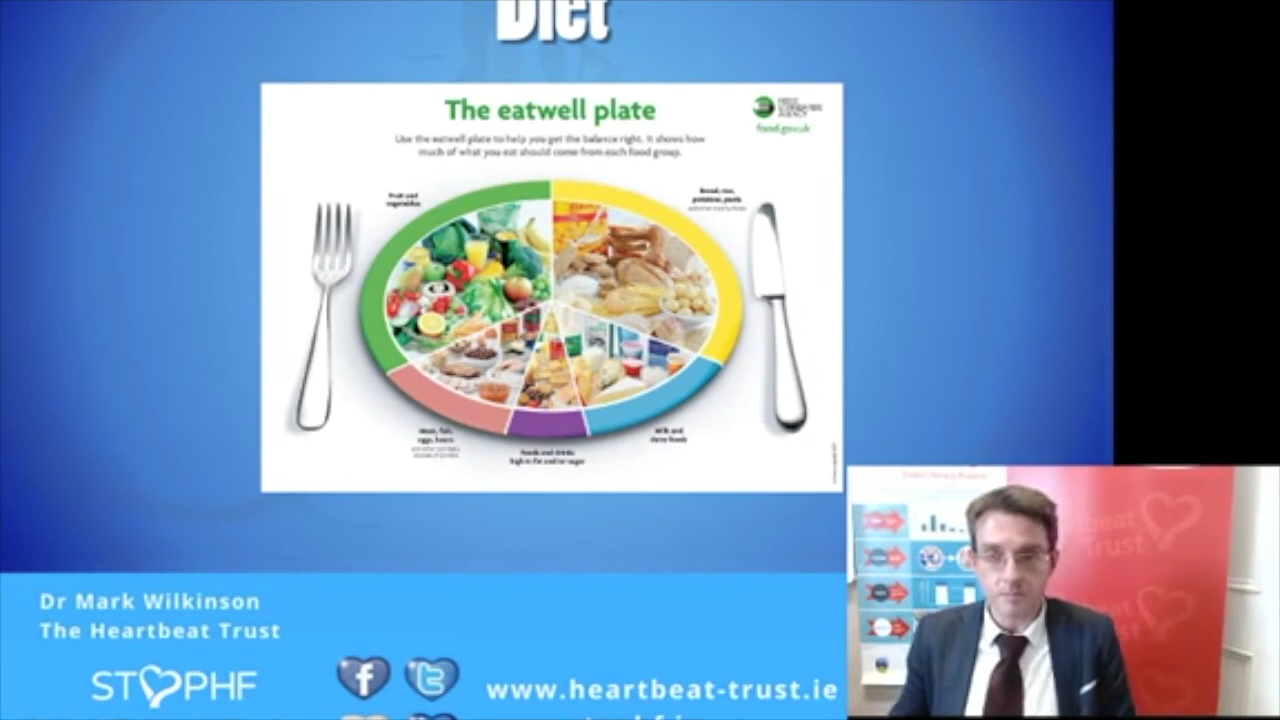 Diet
The eatwell plate
Use the eatwell plate to help you get the balance right. It shows how
much of what you eat should come from each food group.
food.gov.uk
Fruit and
vegetables
Bread, rice,
potatoes, pasta
Meat, fish,
eggs, beans
Milk and
dairy foods
Foods and drinks
high in fat and/or sugar
beat
Trust
Dr Mark Wilkinson
The Heartbeat Trust
ST PHF
www.heartbeat-trust.ie